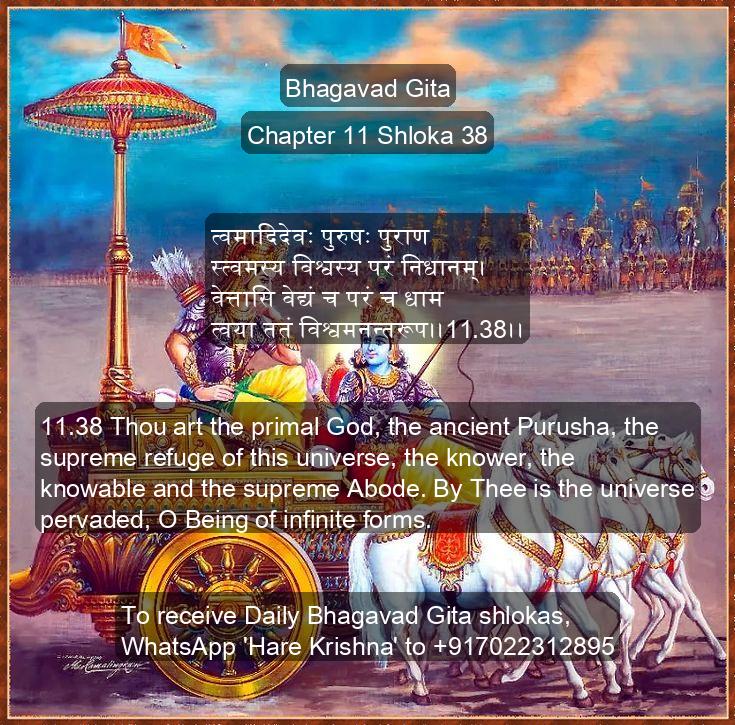 Bhagavad Gita
Chapter 11 Shloka 38
त्वमादिदेवः पुरुषः पुराण
स्त्वमस्य विश्वस्य परं निधानम्।
वेत्तासि वेद्यं च परं च धाम
त्वया ततं विश्वमनन्तरूप।।11.38।।
11.38 Thou art the primal God, the ancient Purusha, the
supreme refuge of this universe, the knower, the
knowable and the supreme Abode. By Thee is the universe
pervaded, O Being of infinite forms.
To receive Daily Bhagavad Gita shlokas,
WhatsApp 'Hare Krishna' to +917022312895